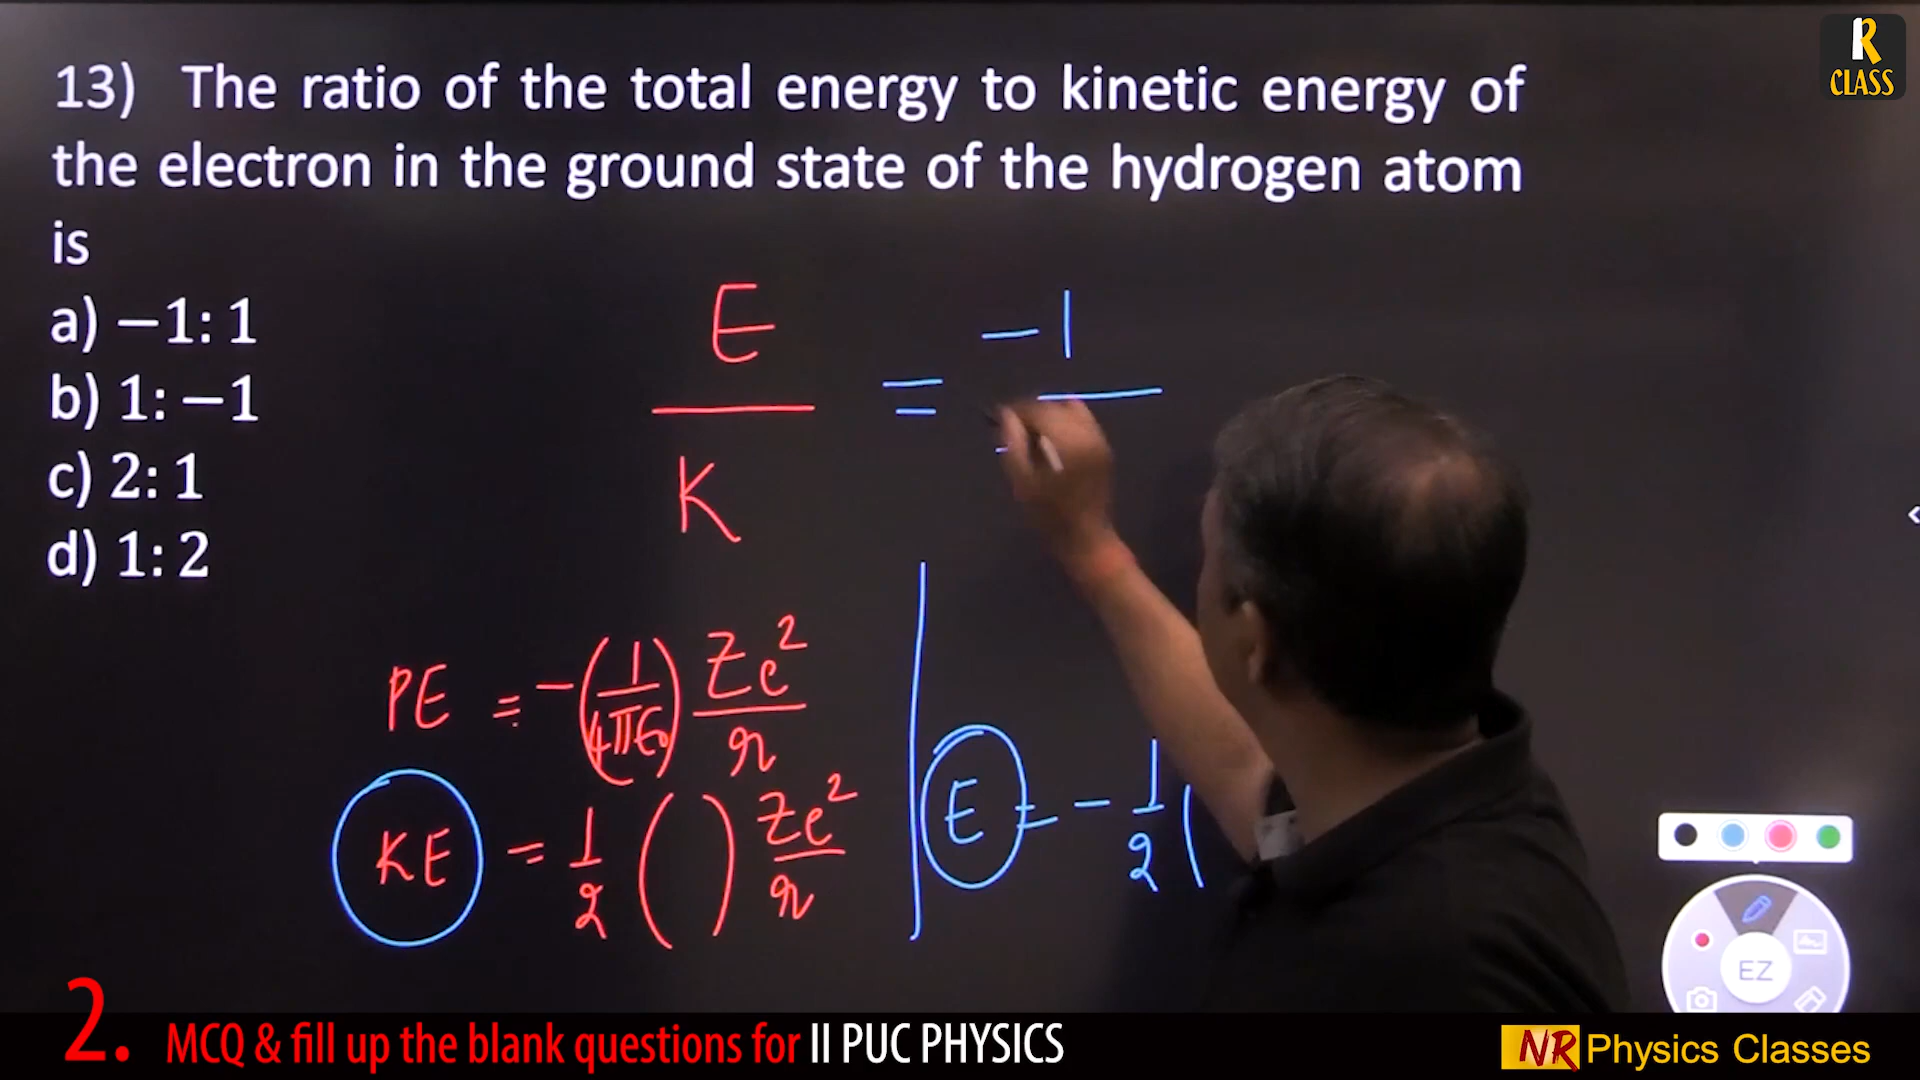 R
CLASS
13) The ratio of the total energy to kinetic energy of
the electron in the ground state of the hydrogen atom
is
a) −1: 1
b) 1: −1
c) 2: 1
d) 1: 2
E/K = −1
PE = −(1/4πε₀) Ze²/r
KE = 1/2 ( ) Ze²/r
E = − 1/2 (
EZ
2. MCQ & fill up the blank questions for II PUC PHYSICS
NR Physics Classes